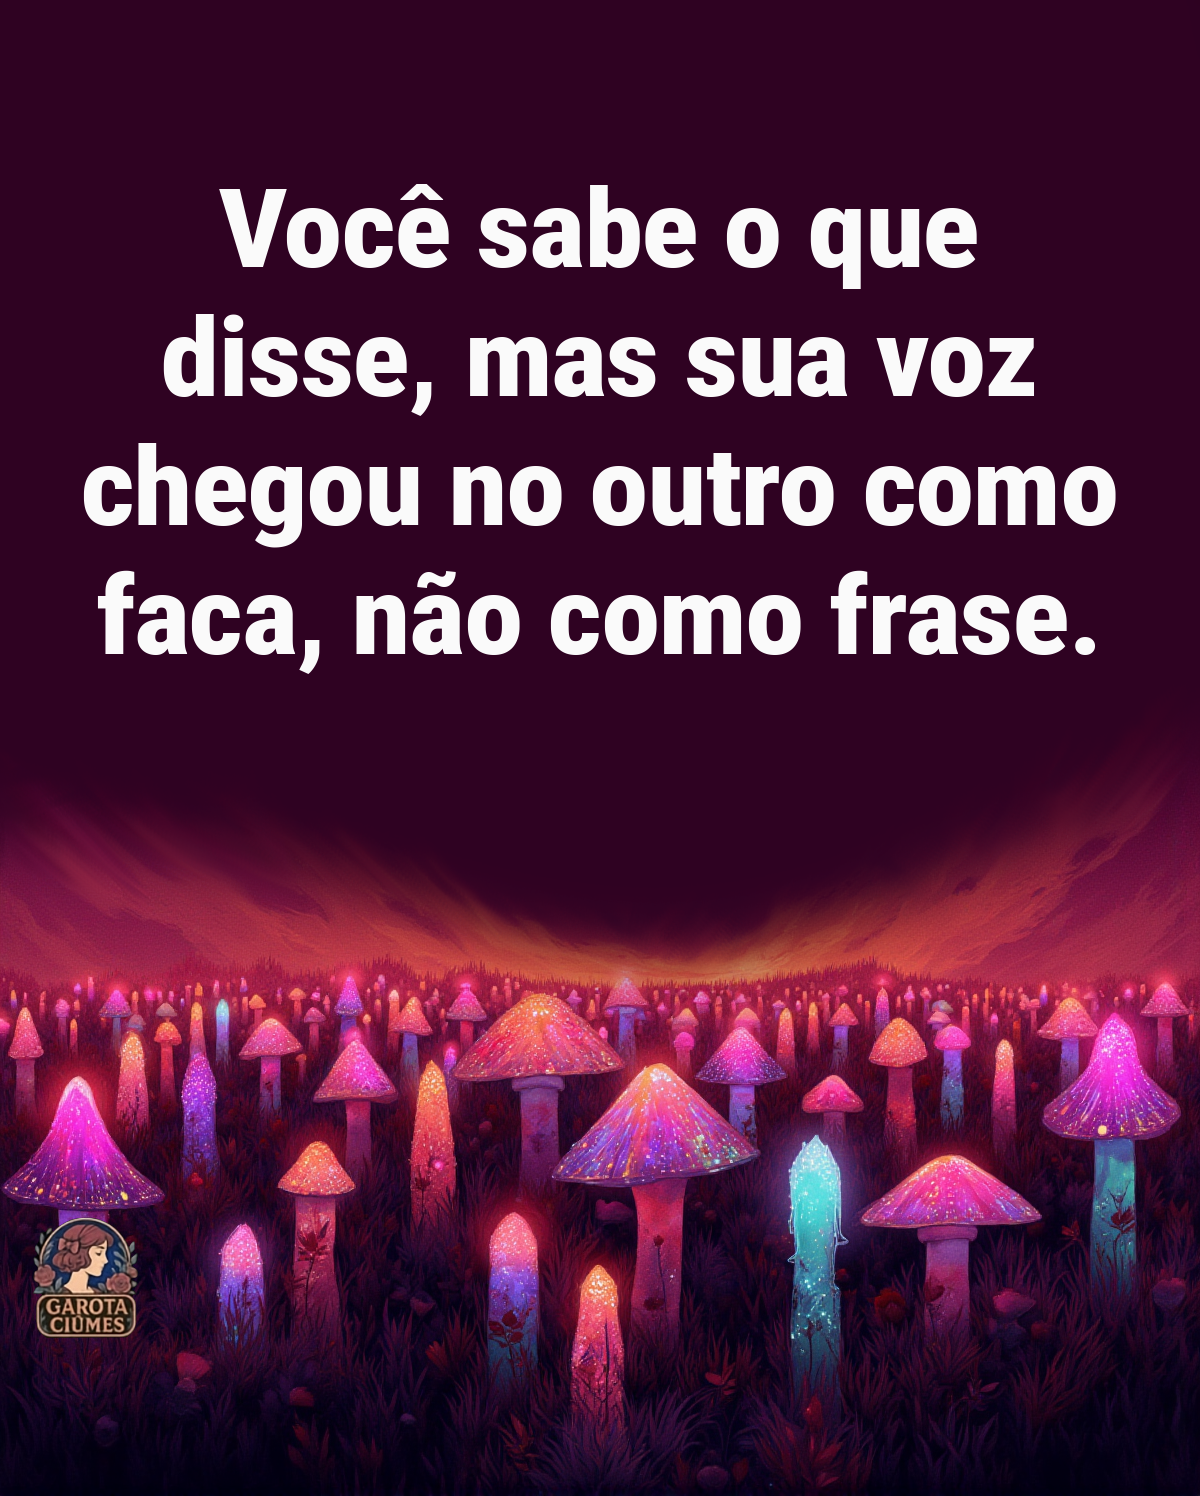 Você sabe o que
disse, mas sua voz
chegou no outro como
faca, não como frase.
GAROTA
CIÚMES